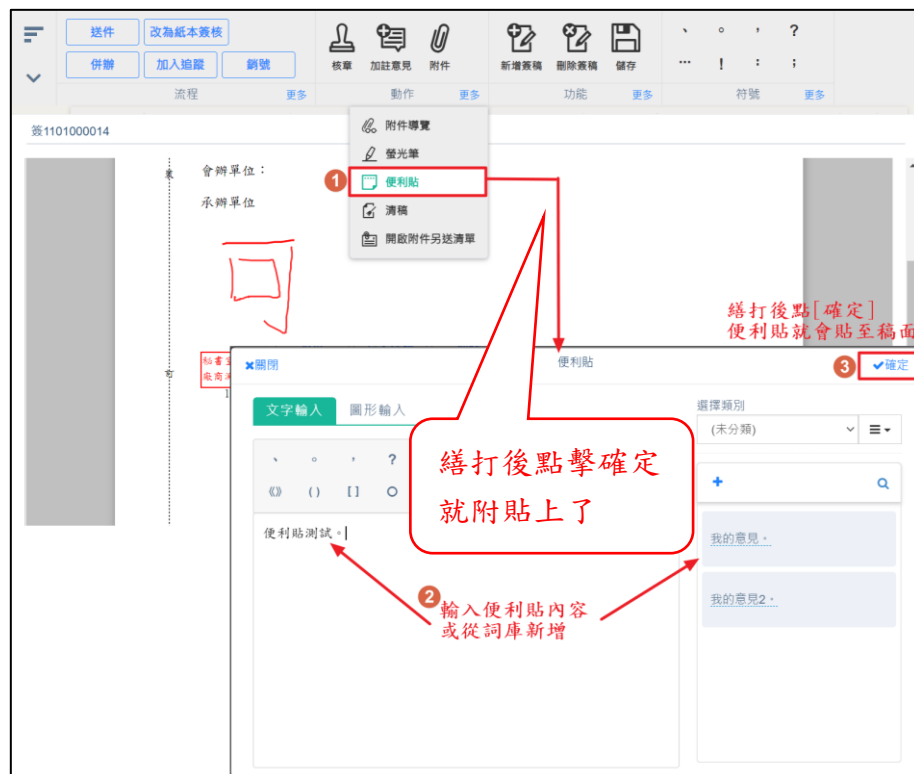 送件 改為紙本簽核
併辦 加入追蹤 銷號
核章 加註意見 附件
新增簽稿 刪除簽稿 儲存
、 。 , ?
… ! : ;
流程 更多 動作 更多 功能 更多 符號 更多
簽1101000014
會辦單位：
承辦單位
可
附件導覽
螢光筆
1 便利貼
清稿
開啟附件另送清單
繕打後點[確定]
便利貼就會貼至稿面
✖關閉 便利貼 3 ✔確定
文字輸入 圖形輸入
選擇類別
(未分類)
、 。 , ?
《》 ( ) [ ] ○
繕打後點擊確定
就附貼上了
便利貼測試。
我的意見。
我的意見2。
2 輸入便利貼內容
或從詞庫新增